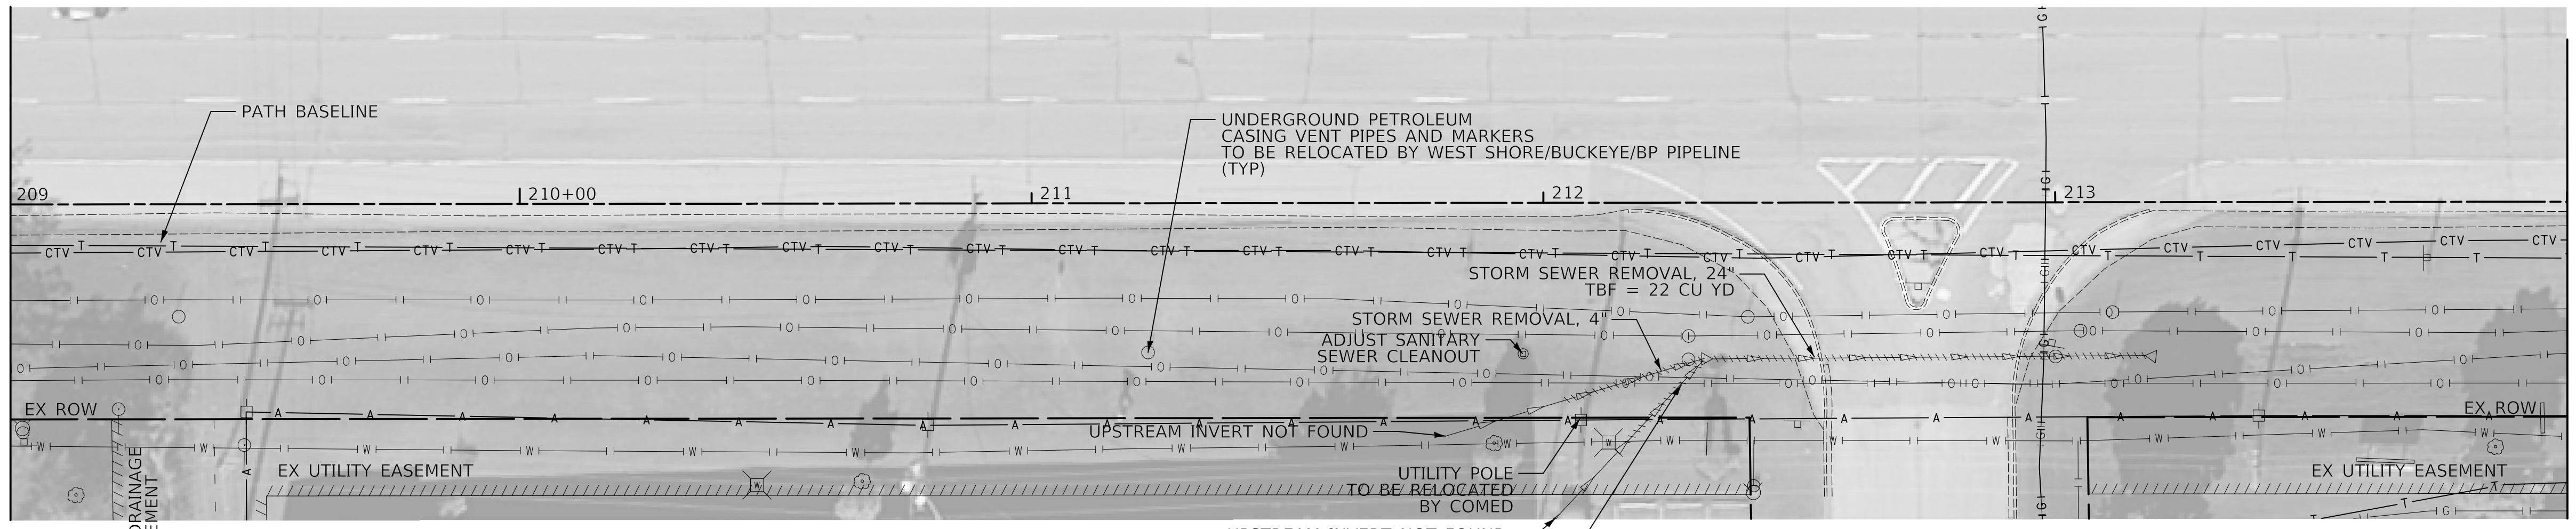 PATH BASELINE
UNDERGROUND PETROLEUM
CASING VENT PIPES AND MARKERS
TO BE RELOCATED BY WEST SHORE/BUCKEYE/BP PIPELINE
(TYP)
209
210+00
211
212
213
STORM SEWER REMOVAL, 24"
TBF = 22 CU YD
STORM SEWER REMOVAL, 4"
ADJUST SANITARY
SEWER CLEANOUT
EX ROW
EX ROW
UPSTREAM INVERT NOT FOUND
EX UTILITY EASEMENT
EX UTILITY EASEMENT
UTILITY POLE
TO BE RELOCATED
BY COMED